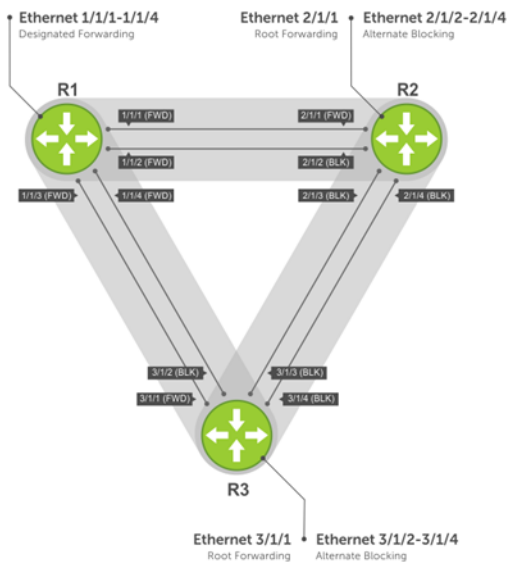 Ethernet 1/1/1-1/1/4
Designated Forwarding
Ethernet 2/1/1
Root Forwarding
Ethernet 2/1/2-2/1/4
Alternate Blocking
R1
R2
1/1/1 (FWD)
2/1/1 (FWD)
1/1/2 (FWD)
2/1/2 (BLK)
1/1/3 (FWD)
1/1/4 (FWD)
2/1/3 (BLK)
2/1/4 (BLK)
3/1/2 (BLK)
3/1/3 (BLK)
3/1/1 (FWD)
3/1/4 (BLK)
R3
Ethernet 3/1/1
Root Forwarding
Ethernet 3/1/2-3/1/4
Alternate Blocking